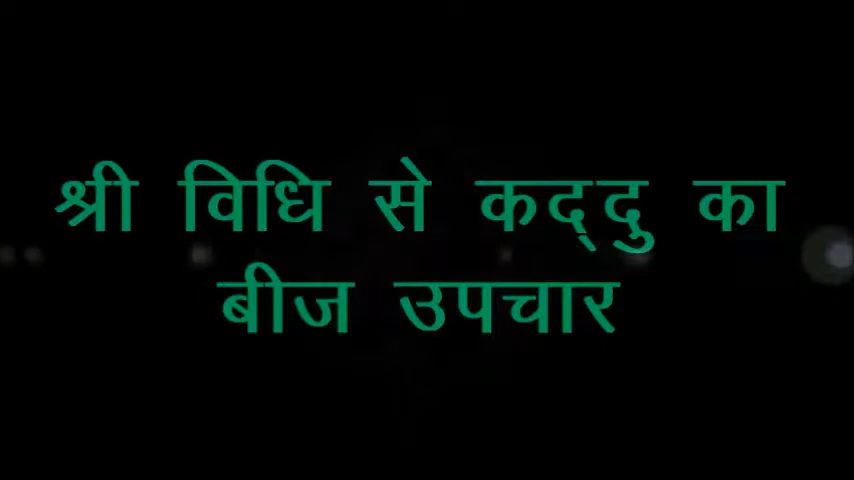 श्री विधि से कद्दु का
बीज उपचार